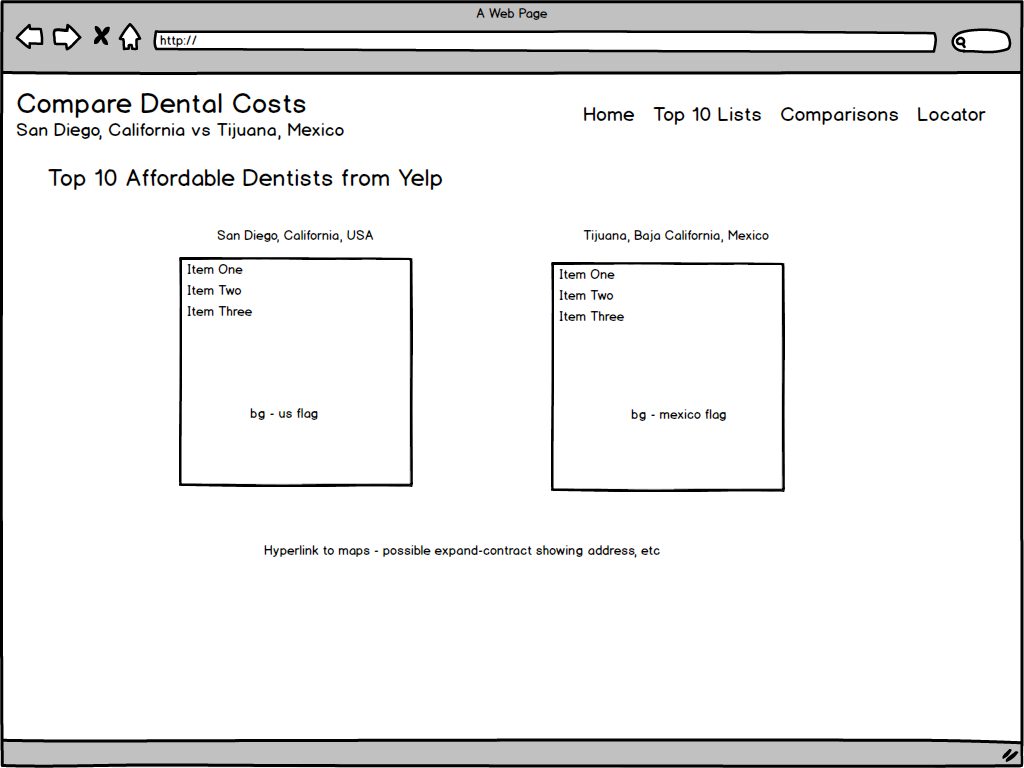 A Web Page
http://
Compare Dental Costs
San Diego, California vs Tijuana, Mexico
Home Top 10 Lists Comparisons Locator
Top 10 Affordable Dentists from Yelp
San Diego, California, USA
Item One
Item Two
Item Three
bg - us flag
Tijuana, Baja California, Mexico
Item One
Item Two
Item Three
bg - mexico flag
Hyperlink to maps - possible expand-contract showing address, etc